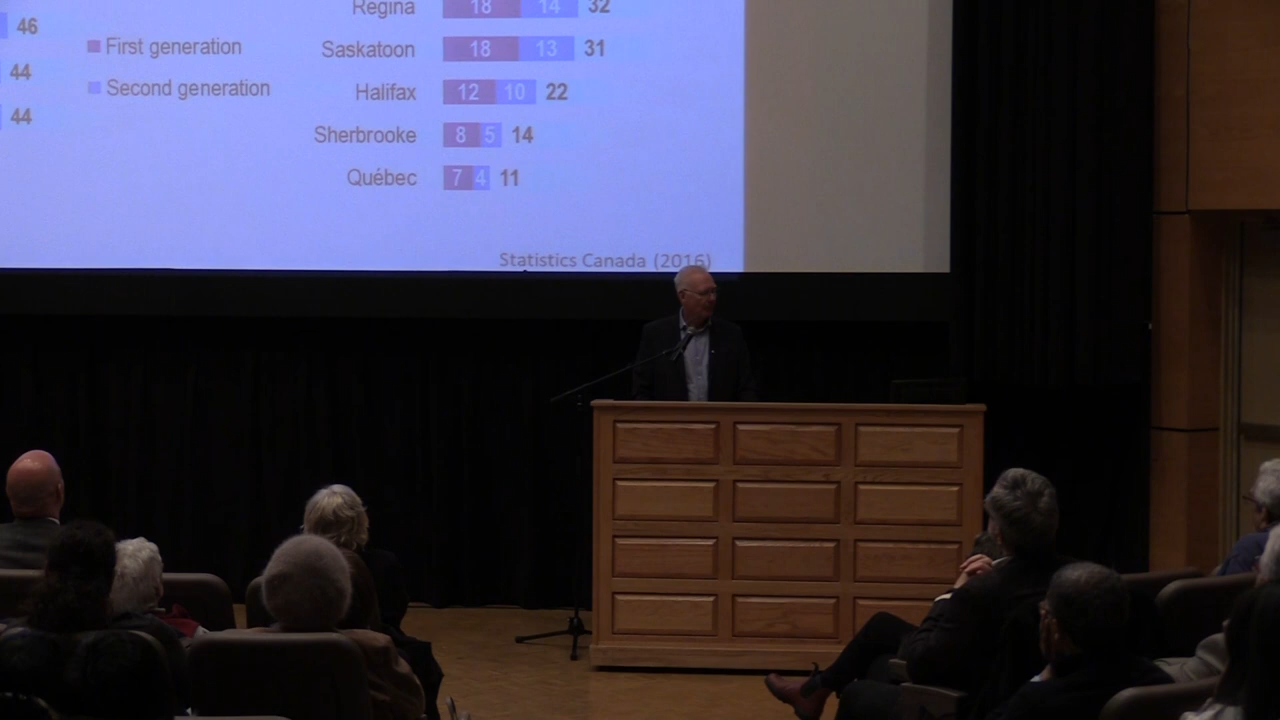 46
44
44
First generation
Second generation
Regina 18 14 32
Saskatoon 18 13 31
Halifax 12 10 22
Sherbrooke 8 5 14
Québec 7 4 11
Statistics Canada (2016)